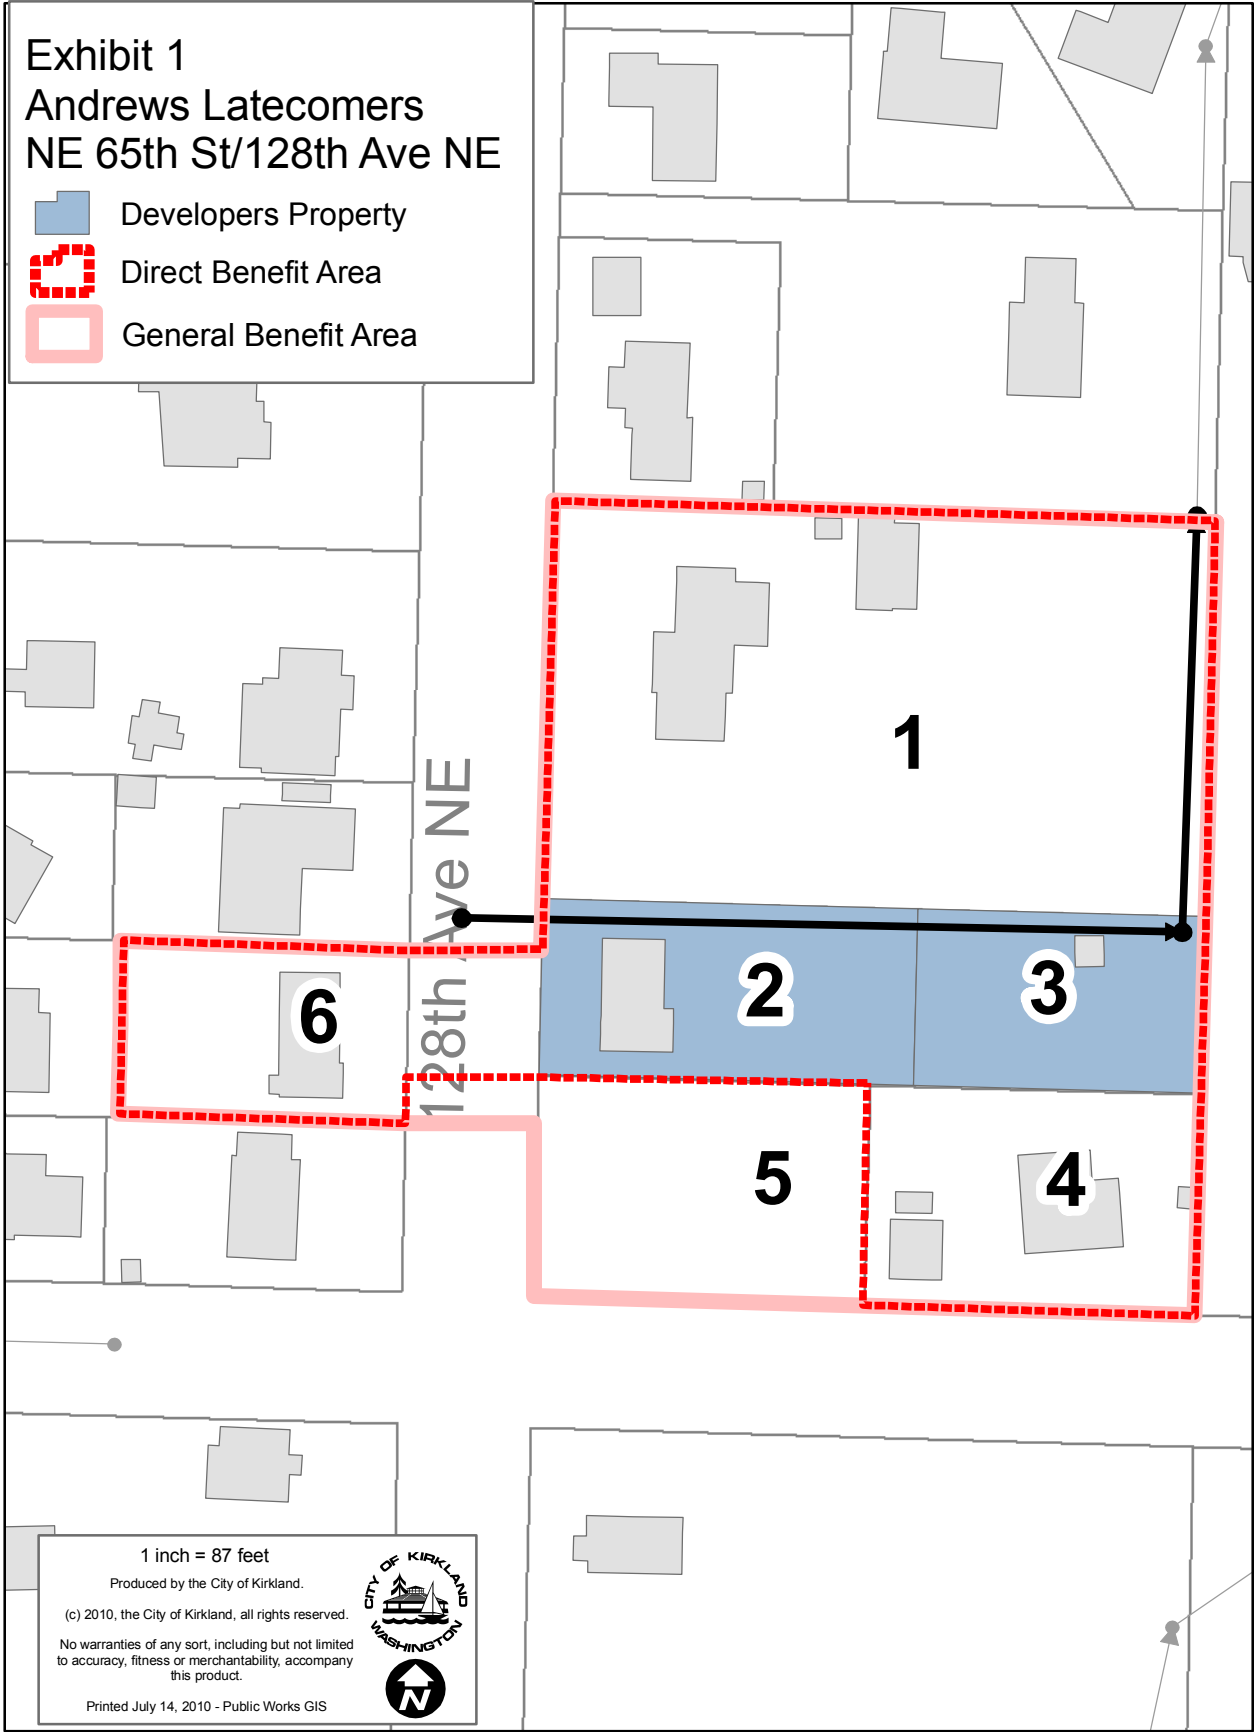 Exhibit 1
Andrews Latecomers
NE 65th St/128th Ave NE
Developers Property
Direct Benefit Area
General Benefit Area
1
128th Ave NE
2
3
6
5
4
1 inch = 87 feet
Produced by the City of Kirkland.
(c) 2010, the City of Kirkland, all rights reserved.
No warranties of any sort, including but not limited
to accuracy, fitness or merchantability, accompany
this product.
Printed July 14, 2010 - Public Works GIS
CITY OF KIRKLAND
WASHINGTON
N